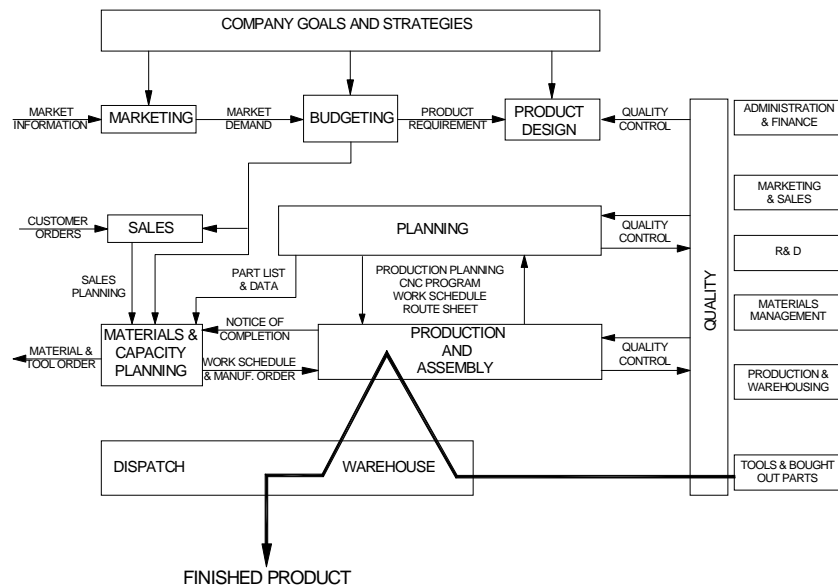 COMPANY GOALS AND STRATEGIES
MARKET
INFORMATION
MARKETING
MARKET
DEMAND
BUDGETING
PRODUCT
REQUIREMENT
PRODUCT
DESIGN
QUALITY
CONTROL
ADMINISTRATION
& FINANCE
MARKETING
& SALES
CUSTOMER
ORDERS
SALES
PLANNING
QUALITY
CONTROL
R& D
SALES
PLANNING
PART LIST
& DATA
PRODUCTION PLANNING
CNC PROGRAM
WORK SCHEDULE
ROUTE SHEET
QUALITY
MATERIALS
MANAGEMENT
MATERIAL &
TOOL ORDER
MATERIALS &
CAPACITY
PLANNING
NOTICE OF
COMPLETION
WORK SCHEDULE
& MANUF. ORDER
PRODUCTION
AND
ASSEMBLY
QUALITY
CONTROL
PRODUCTION &
WAREHOUSING
DISPATCH
WAREHOUSE
TOOLS & BOUGHT
OUT PARTS
FINISHED PRODUCT